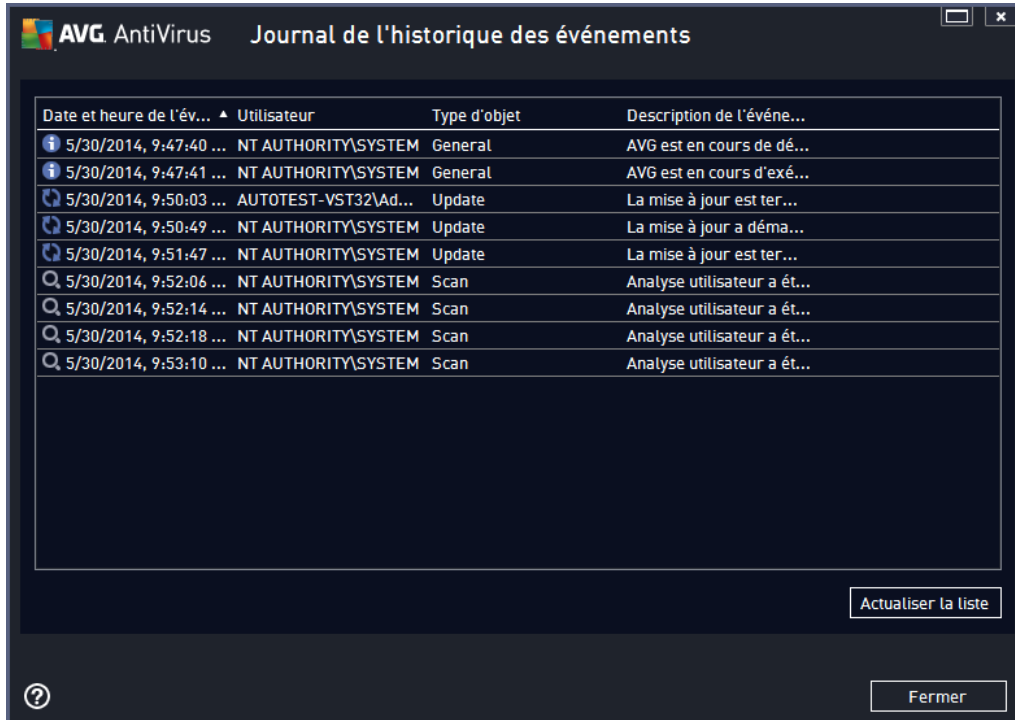 AVG AntiVirus Journal de l'historique des événements
Date et heure de l'év... Utilisateur Type d'objet Description de l'événe...
5/30/2014, 9:47:40 ... NT AUTHORITY\SYSTEM General AVG est en cours de dé...
5/30/2014, 9:47:41 ... NT AUTHORITY\SYSTEM General AVG est en cours d'exé...
5/30/2014, 9:50:03 ... AUTOTEST-VST32\Ad... Update La mise à jour est ter...
5/30/2014, 9:50:49 ... NT AUTHORITY\SYSTEM Update La mise à jour a déma...
5/30/2014, 9:51:47 ... NT AUTHORITY\SYSTEM Update La mise à jour est ter...
5/30/2014, 9:52:06 ... NT AUTHORITY\SYSTEM Scan Analyse utilisateur a ét...
5/30/2014, 9:52:14 ... NT AUTHORITY\SYSTEM Scan Analyse utilisateur a ét...
5/30/2014, 9:52:18 ... NT AUTHORITY\SYSTEM Scan Analyse utilisateur a ét...
5/30/2014, 9:53:10 ... NT AUTHORITY\SYSTEM Scan Analyse utilisateur a ét...
Actualiser la liste
Fermer